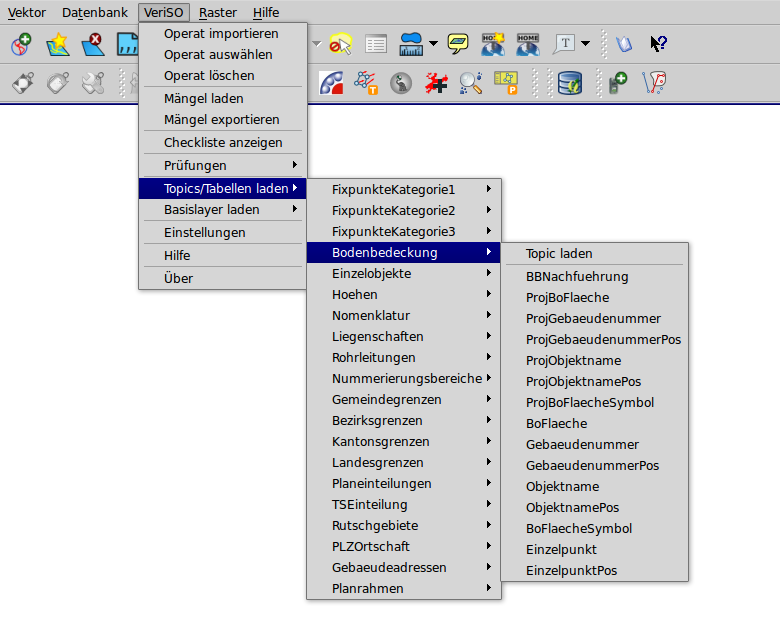 Vektor Datenbank VeriSO Raster Hilfe
Operat importieren
Operat auswählen
Operat löschen
Mängel laden
Mängel exportieren
Checkliste anzeigen
Prüfungen
Topics/Tabellen laden
Basislayer laden
Einstellungen
Hilfe
Über
FixpunkteKategorie1
FixpunkteKategorie2
FixpunkteKategorie3
Bodenbedeckung
Einzelobjekte
Hoehen
Nomenklatur
Liegenschaften
Rohrleitungen
Nummerierungsbereiche
Gemeindegrenzen
Bezirksgrenzen
Kantonsgrenzen
Landesgrenzen
Planeinteilungen
TSEinteilung
Rutschgebiete
PLZOrtschaft
Gebaeudeadressen
Planrahmen
Topic laden
BBNachfuehrung
ProjBoFlaeche
ProjGebaeudenummer
ProjGebaeudenummerPos
ProjObjektname
ProjObjektnamePos
ProjBoFlaecheSymbol
BoFlaeche
Gebaeudenummer
GebaeudenummerPos
Objektname
ObjektnamePos
BoFlaecheSymbol
Einzelpunkt
EinzelpunktPos